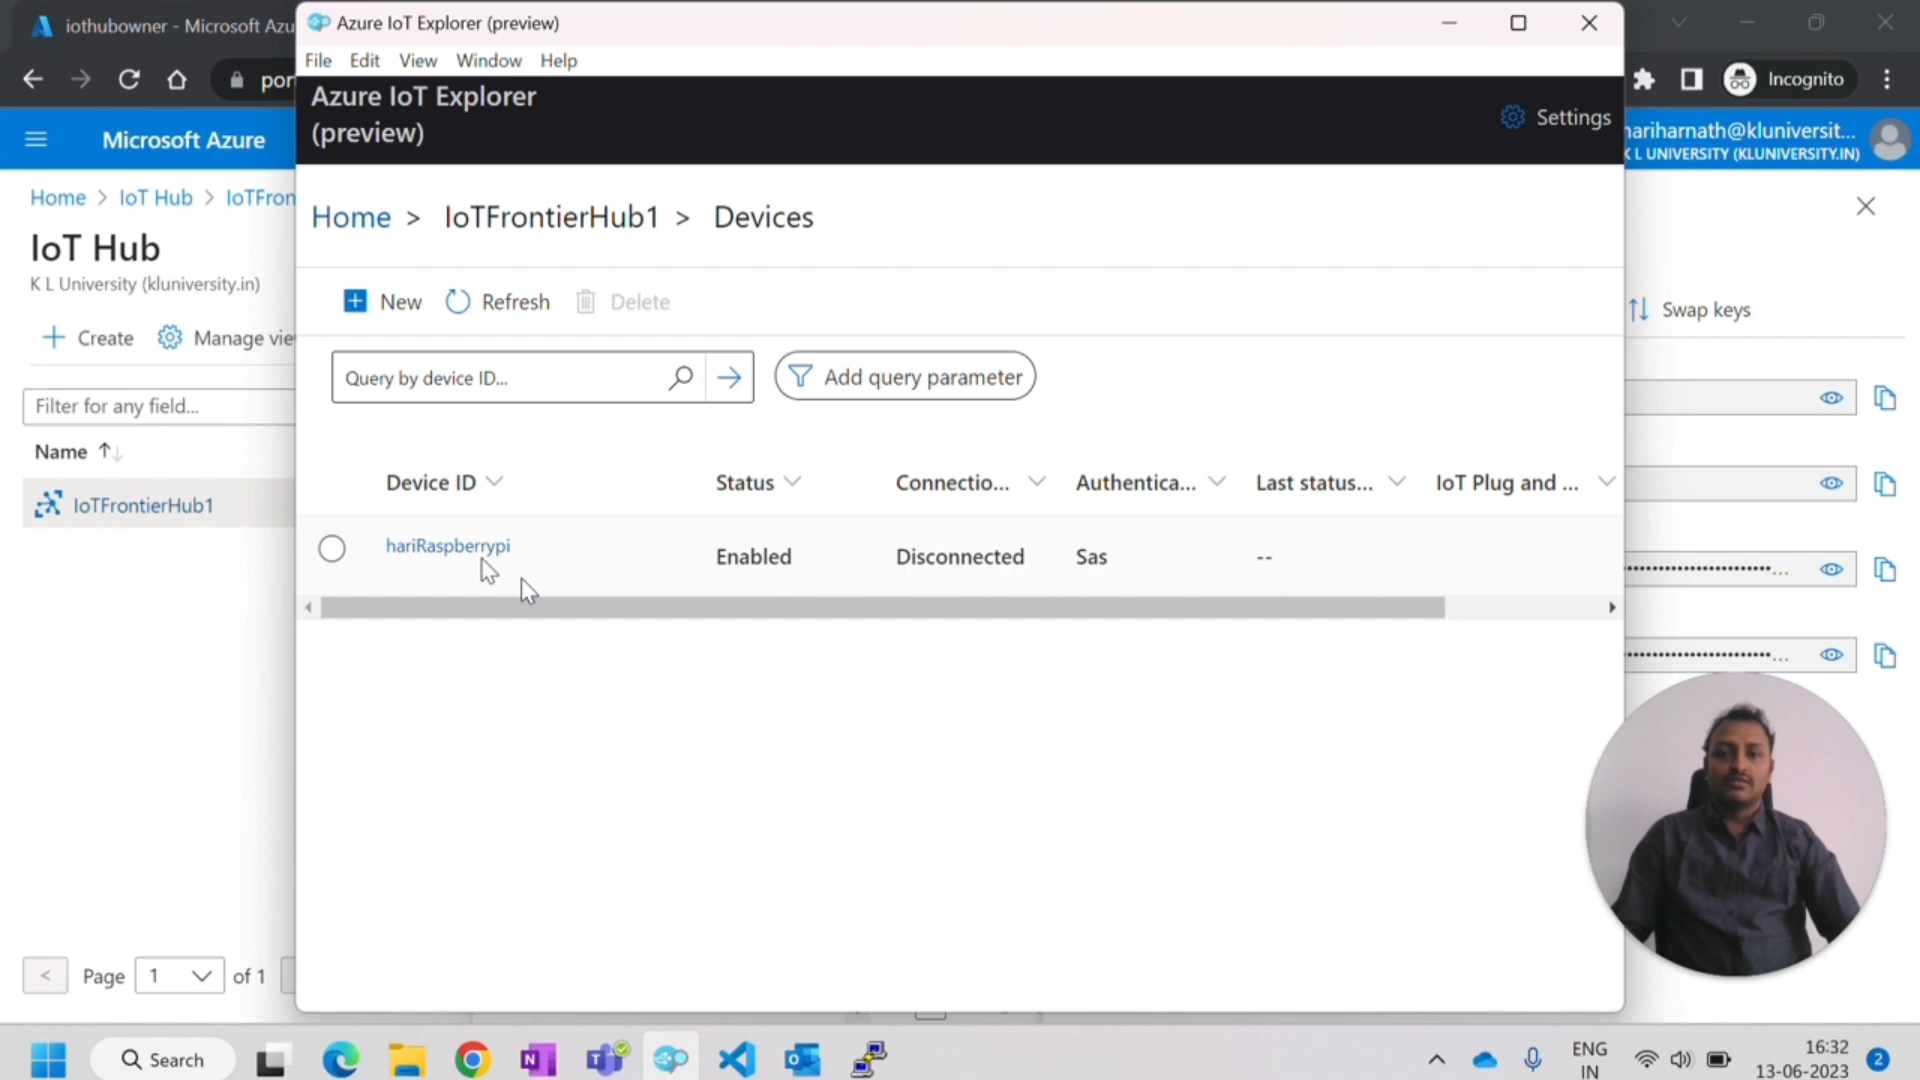 iothubowner - Microsoft Azu
Azure IoT Explorer (preview)
File Edit View Window Help
por
Incognito
Azure IoT Explorer
(preview)
Settings
Microsoft Azure
hariharnath@kluniversit...
K L UNIVERSITY (KLUNIVERSITY.IN)
Home > IoT Hub > IoTFron
Home > IoTFrontierHub1 > Devices
IoT Hub
K L University (kluniversity.in)
New Refresh Delete
Swap keys
Create Manage vie
Query by device ID...
Add query parameter
Filter for any field...
Name
Device ID Status Connectio... Authentica... Last status... IoT Plug and ...
IoTFrontierHub1
hariRaspberrypi Enabled Disconnected Sas --
< Page 1 of 1
Search
ENG
IN
16:32
13-06-2023
2